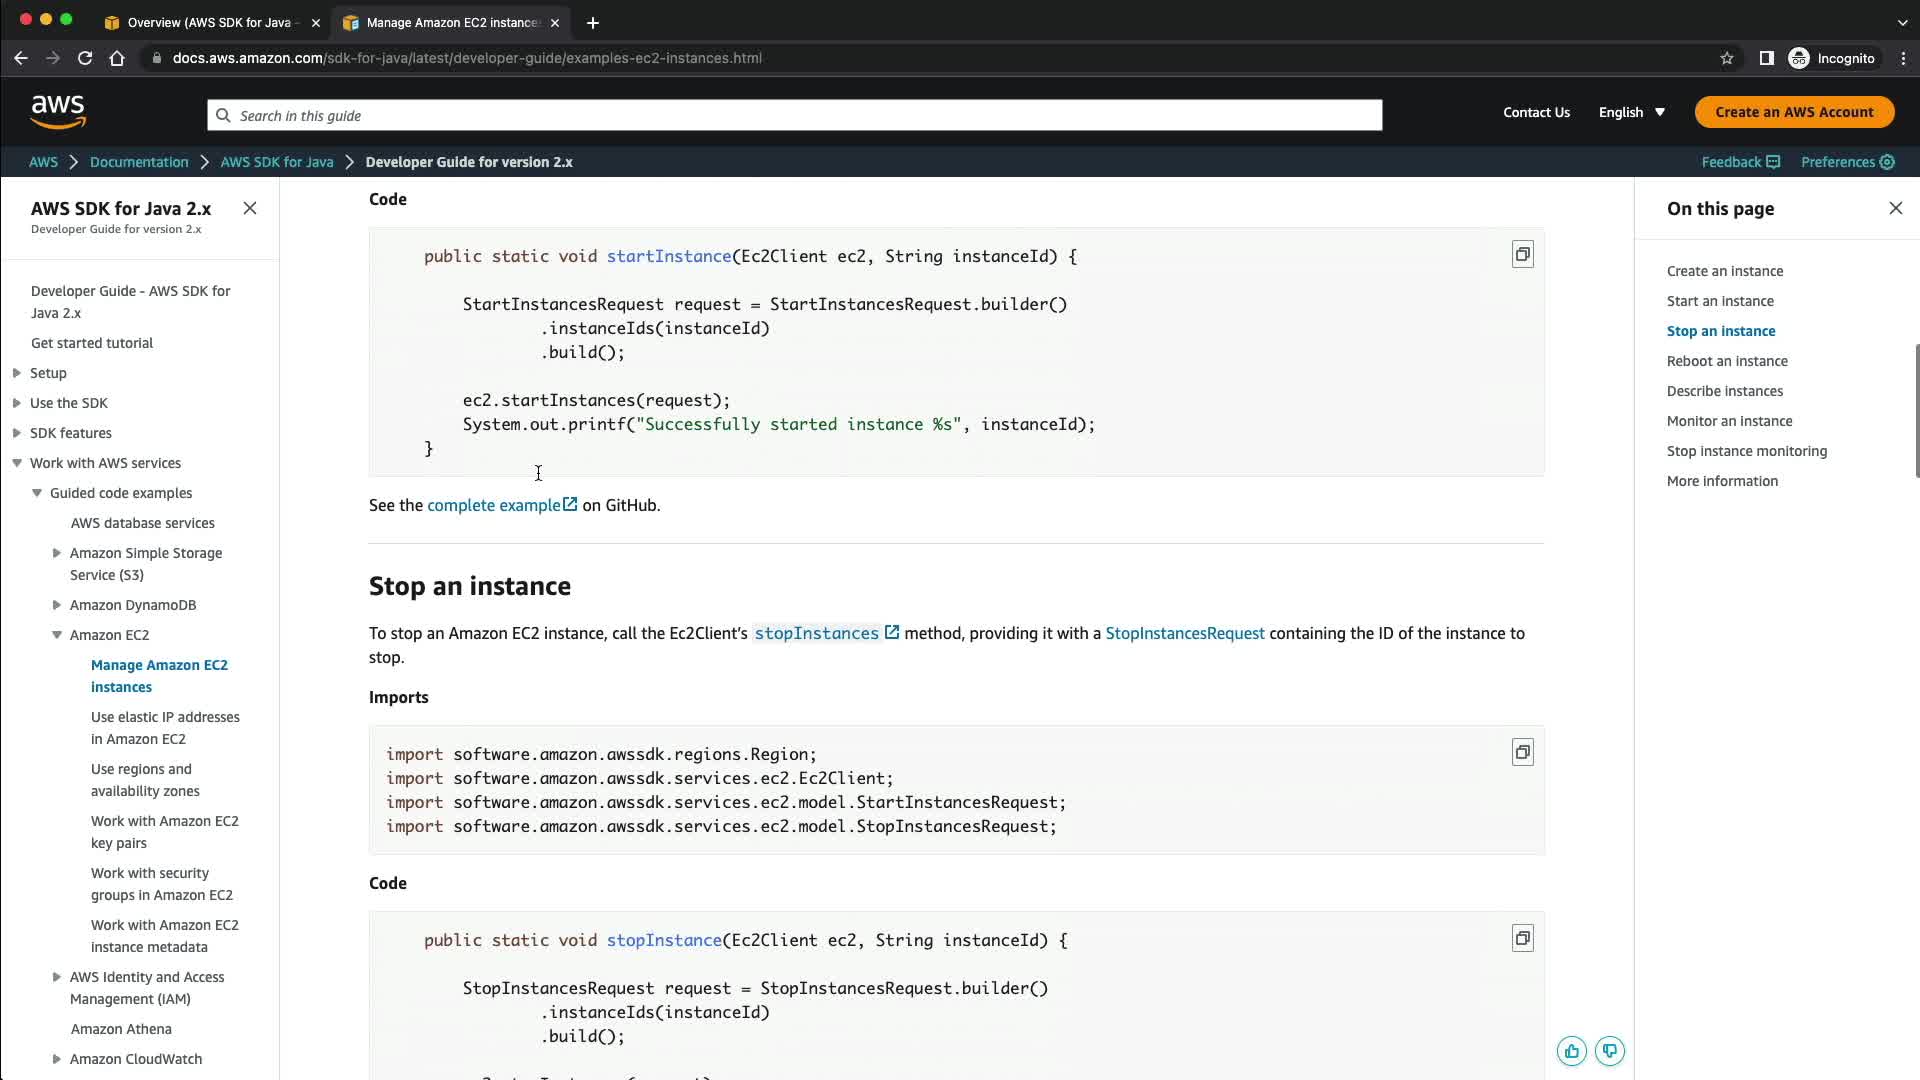 Overview (AWS SDK for Java -
Manage Amazon EC2 instance
docs.aws.amazon.com/sdk-for-java/latest/developer-guide/examples-ec2-instances.html
Incognito
aws
Search in this guide
Contact Us
English
Create an AWS Account
AWS > Documentation > AWS SDK for Java > Developer Guide for version 2.x
Feedback
Preferences
AWS SDK for Java 2.x
Developer Guide for version 2.x
Developer Guide - AWS SDK for
Java 2.x
Get started tutorial
Setup
Use the SDK
SDK features
Work with AWS services
Guided code examples
AWS database services
Amazon Simple Storage
Service (S3)
Amazon DynamoDB
Amazon EC2
Manage Amazon EC2
instances
Use elastic IP addresses
in Amazon EC2
Use regions and
availability zones
Work with Amazon EC2
key pairs
Work with security
groups in Amazon EC2
Work with Amazon EC2
instance metadata
AWS Identity and Access
Management (IAM)
Amazon Athena
Amazon CloudWatch
Code
public static void startInstance(Ec2Client ec2, String instanceId) {
StartInstancesRequest request = StartInstancesRequest.builder()
.instanceIds(instanceId)
.build();
ec2.startInstances(request);
System.out.printf("Successfully started instance %s", instanceId);
}
See the complete example on GitHub.
Stop an instance
To stop an Amazon EC2 instance, call the Ec2Client's stopInstances method, providing it with a StopInstancesRequest containing the ID of the instance to
stop.
Imports
import software.amazon.awssdk.regions.Region;
import software.amazon.awssdk.services.ec2.Ec2Client;
import software.amazon.awssdk.services.ec2.model.StartInstancesRequest;
import software.amazon.awssdk.services.ec2.model.StopInstancesRequest;
Code
public static void stopInstance(Ec2Client ec2, String instanceId) {
StopInstancesRequest request = StopInstancesRequest.builder()
.instanceIds(instanceId)
.build();
On this page
Create an instance
Start an instance
Stop an instance
Reboot an instance
Describe instances
Monitor an instance
Stop instance monitoring
More information